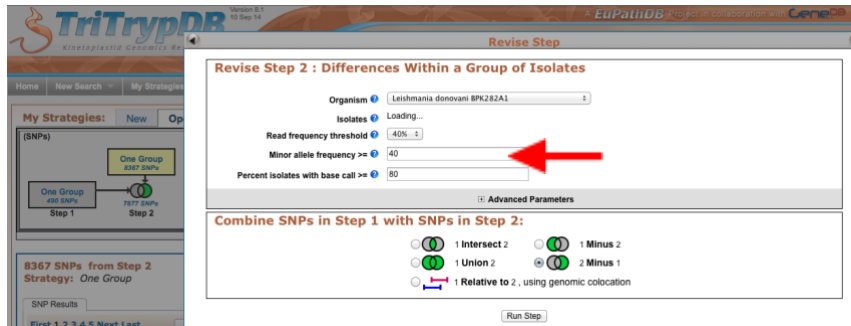 TriTrypDB
Version 8.1
10 Sep 14
Kinetoplastid Genomics
A EuPathDB Project in collaboration with GeneDB
Home New Search My Strategies
My Strategies: New
(SNPs)
One Group
8367 SNPs
One Group
490 SNPs
7877 SNPs
Step 1
Step 2
8367 SNPs from Step 2
Strategy: One Group
SNP Results
First 1 2 3 4 5 Next Last
Revise Step
Revise Step 2 : Differences Within a Group of Isolates
Organism Leishmania donovani BPK282A1
Isolates Loading...
Read frequency threshold 40%
Minor allele frequency >= 40
Percent isolates with base call >= 80
Advanced Parameters
Combine SNPs in Step 1 with SNPs in Step 2:
1 Intersect 2 1 Minus 2
1 Union 2 2 Minus 1
1 Relative to 2 , using genomic colocation
Run Step